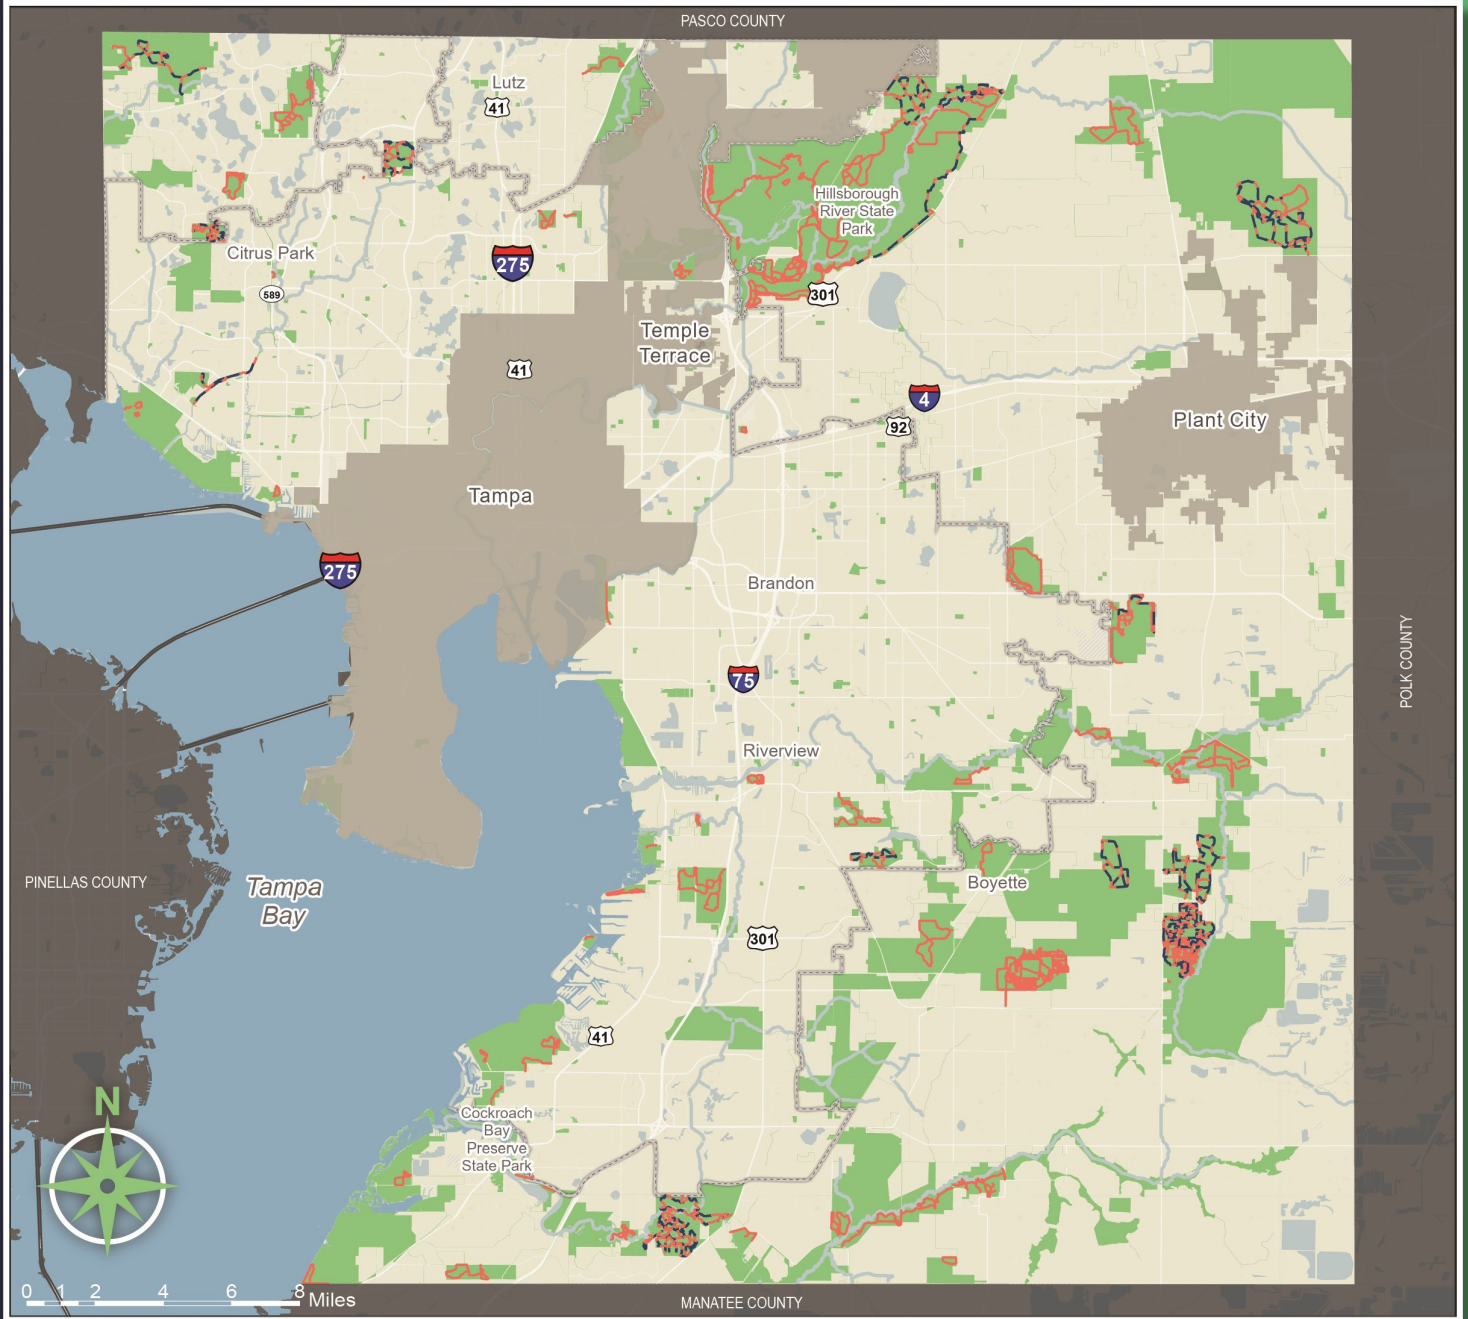 PASCO COUNTY
Lutz
41
Hillsborough
River State
Park
Citrus Park
275
589
301
Temple
Terrace
41
4
92
Plant City
Tampa
275
Brandon
75
POLK COUNTY
Riverview
PINELLAS COUNTY
Tampa
Bay
Boyette
301
41
N
Cockroach
Bay
Preserve
State Park
0 1 2 4 6 8 Miles
MANATEE COUNTY